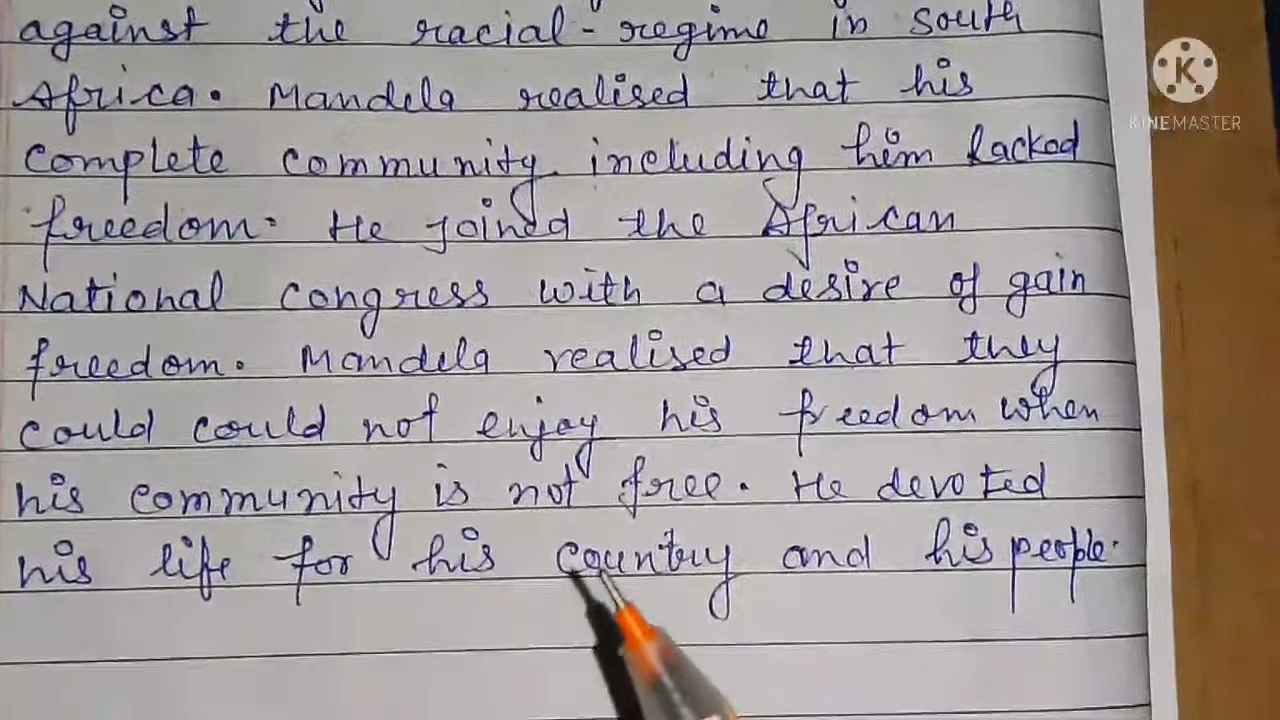 against the racial-regime in south
Africa. Mandela realised that his
complete community including him lacked
freedom. He joined the African
National congress with a desire of gain
freedom. Mandela realised that they
could could not enjoy his freedom when
his community is not free. He devoted
his life for his country and his people.
K
KINEMASTER